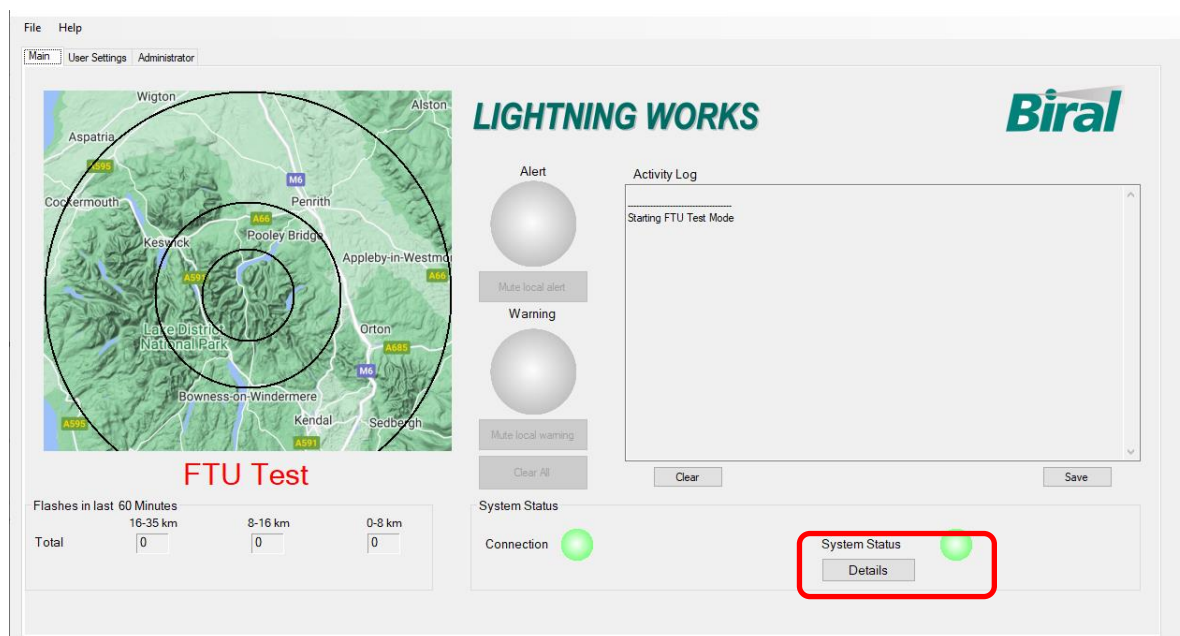 File Help
Main User Settings Administrator
Wigton
Alston
Aspatria
A595
M6
Cockermouth
Penrith
A66
Keswick
Pooley Bridge
Appleby-in-Westmo
A66
A591
Lake District
National Park
Orton
A685
M6
Bowness-on-Windermere
Kendal
Sedbergh
A595
A591
FTU Test
Flashes in last 60 Minutes
16-35 km 8-16 km 0-8 km
Total 0 0 0
LIGHTNING WORKS
Biral
Alert
Mute local alert
Warning
Mute local warning
Clear All
Activity Log
-----------------------------------
Starting FTU Test Mode
Clear Save
System Status
Connection System Status
Details